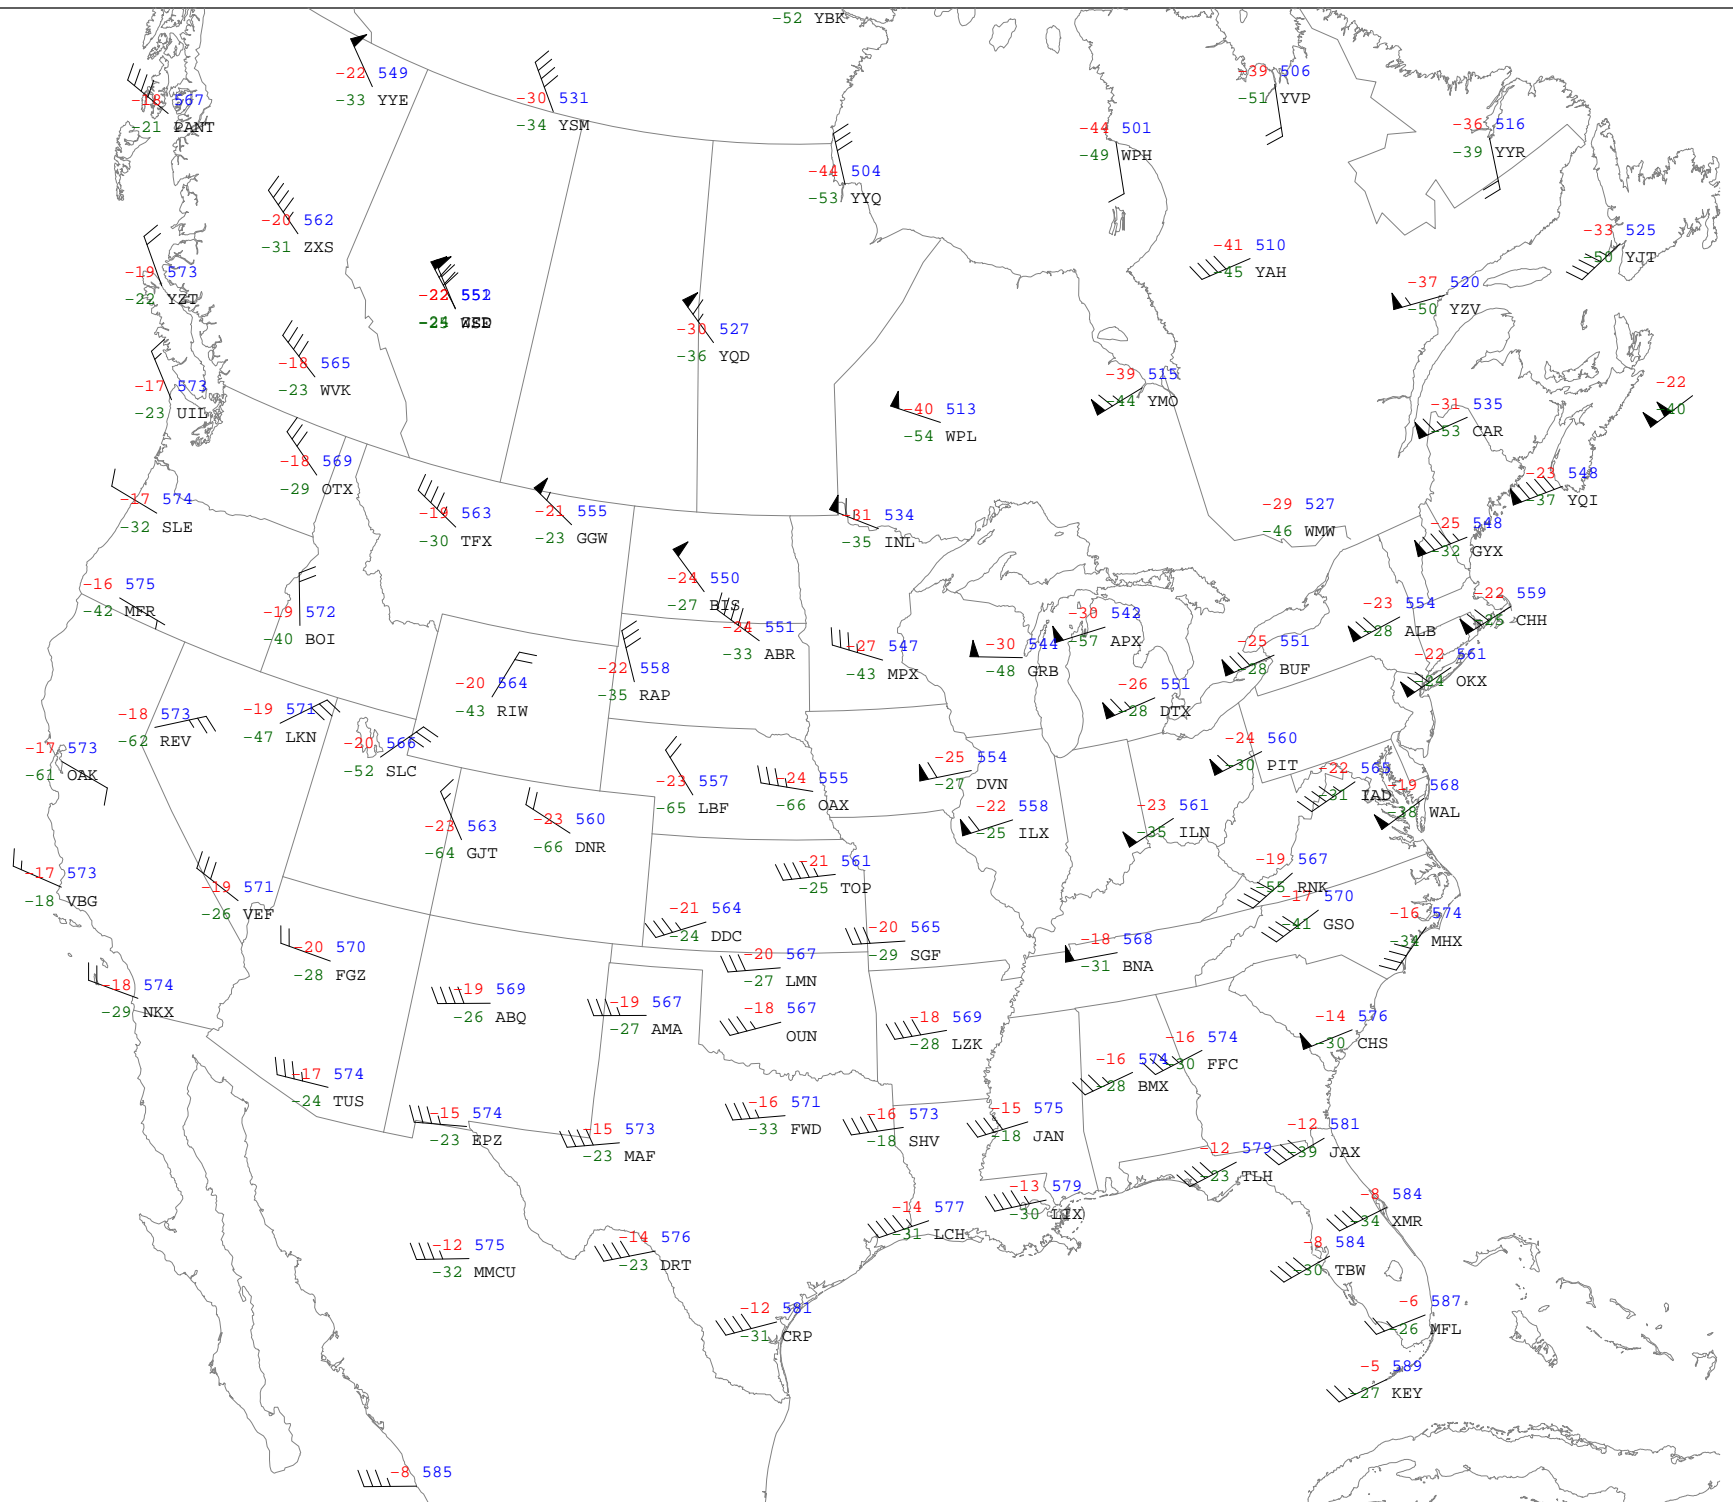 -52 YBK
-22 549
-33 YYE
-18 567
-21 PANT
-30 531
-34 YSM
-39 506
-51 YVP
-44 501
-49 WPH
-36 516
-39 YYR
-44 504
-53 YYQ
-20 562
-31 ZXS
-33 525
-50 YJT
-41 510
-45 YAH
-19 573
-22 YZT
-22
-37 520
-50 YZV
-30 527
-36 YQD
-18 565
-23 WVK
-17 573
-23 UIL
-39 515
-44 YMO
-22
-40
-40 513
-54 WPL
-31 535
-53 CAR
-18 569
-29 OTX
-23 548
-37 YQI
-17 574
-32 SLE
-19 563
-30 TFX
-21 555
-23 GGW
-31 534
-35 INL
-29 527
-46 WMW
-25 548
-32 GYX
-16 575
-42 MFR
-19 572
-40 BOI
-24 550
-27 BIS
-24 551
-33 ABR
-30 542
-57 APX
-23 554
-28 ALB
-22 559
-25 CHH
-27 547
-43 MPX
-30 544
-48 GRB
-25 551
-28 BUF
-22 561
-24 OKX
-22 558
-35 RAP
-20 564
-43 RIW
-26 551
-28 DTX
-18 573
-62 REV
-19 571
-47 LKN
-20 566
-52 SLC
-17 573
-61 OAK
-24 560
-30 PIT
-25 554
-27 DVN
-23 557
-65 LBF
-24 555
-66 OAX
-22 565
-31 IAD
-19 568
-38 WAL
-22 558
-25 ILX
-23 561
-35 ILN
-23 563
-64 GJT
-23 560
-66 DNR
-21 561
-25 TOP
-19 567
-55 RNK
-17 573
-18 VBG
-19 571
-26 VEF
-17 570
-41 GSO
-21 564
-24 DDC
-20 565
-29 SGF
-16 574
-34 MHX
-20 570
-28 FGZ
-18 568
-31 BNA
-20 567
-27 LMN
-18 574
-29 NKX
-19 569
-26 ABQ
-19 567
-27 AMA
-18 567
OUN
-18 569
-28 LZK
-14 576
-30 CHS
-16 574
-30 FFC
-16 574
-28 BMX
-17 574
-24 TUS
-15 574
-23 EPZ
-16 571
-33 FWD
-16 573
-18 SHV
-15 575
-18 JAN
-15 573
-23 MAF
-12 581
-39 JAX
-12 579
-23 TLH
-13 579
-30 LIX
-8 584
-34 XMR
-14 577
-31 LCH
-12 575
-32 MMCU
-14 576
-23 DRT
-8 584
-30 TBW
-12 581
-31 CRP
-6 587
-26 MFL
-5 589
-27 KEY
-8 585